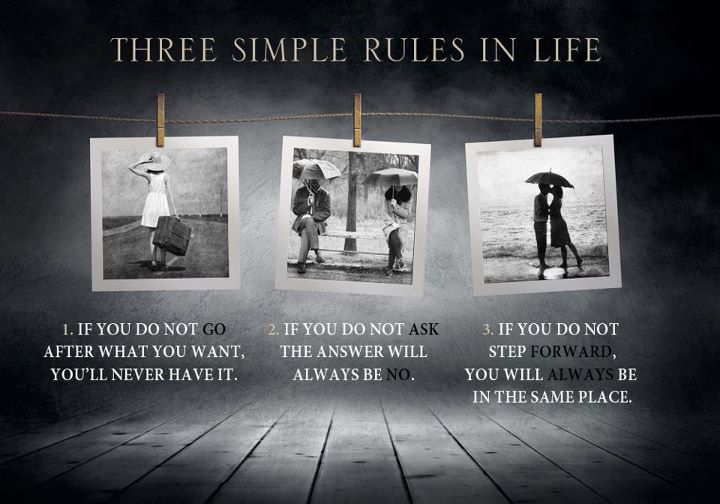 THREE SIMPLE RULES IN LIFE
1. IF YOU DO NOT GO
AFTER WHAT YOU WANT,
YOU'LL NEVER HAVE IT.
2. IF YOU DO NOT ASK
THE ANSWER WILL
ALWAYS BE NO.
3. IF YOU DO NOT
STEP FORWARD,
YOU WILL ALWAYS BE
IN THE SAME PLACE.